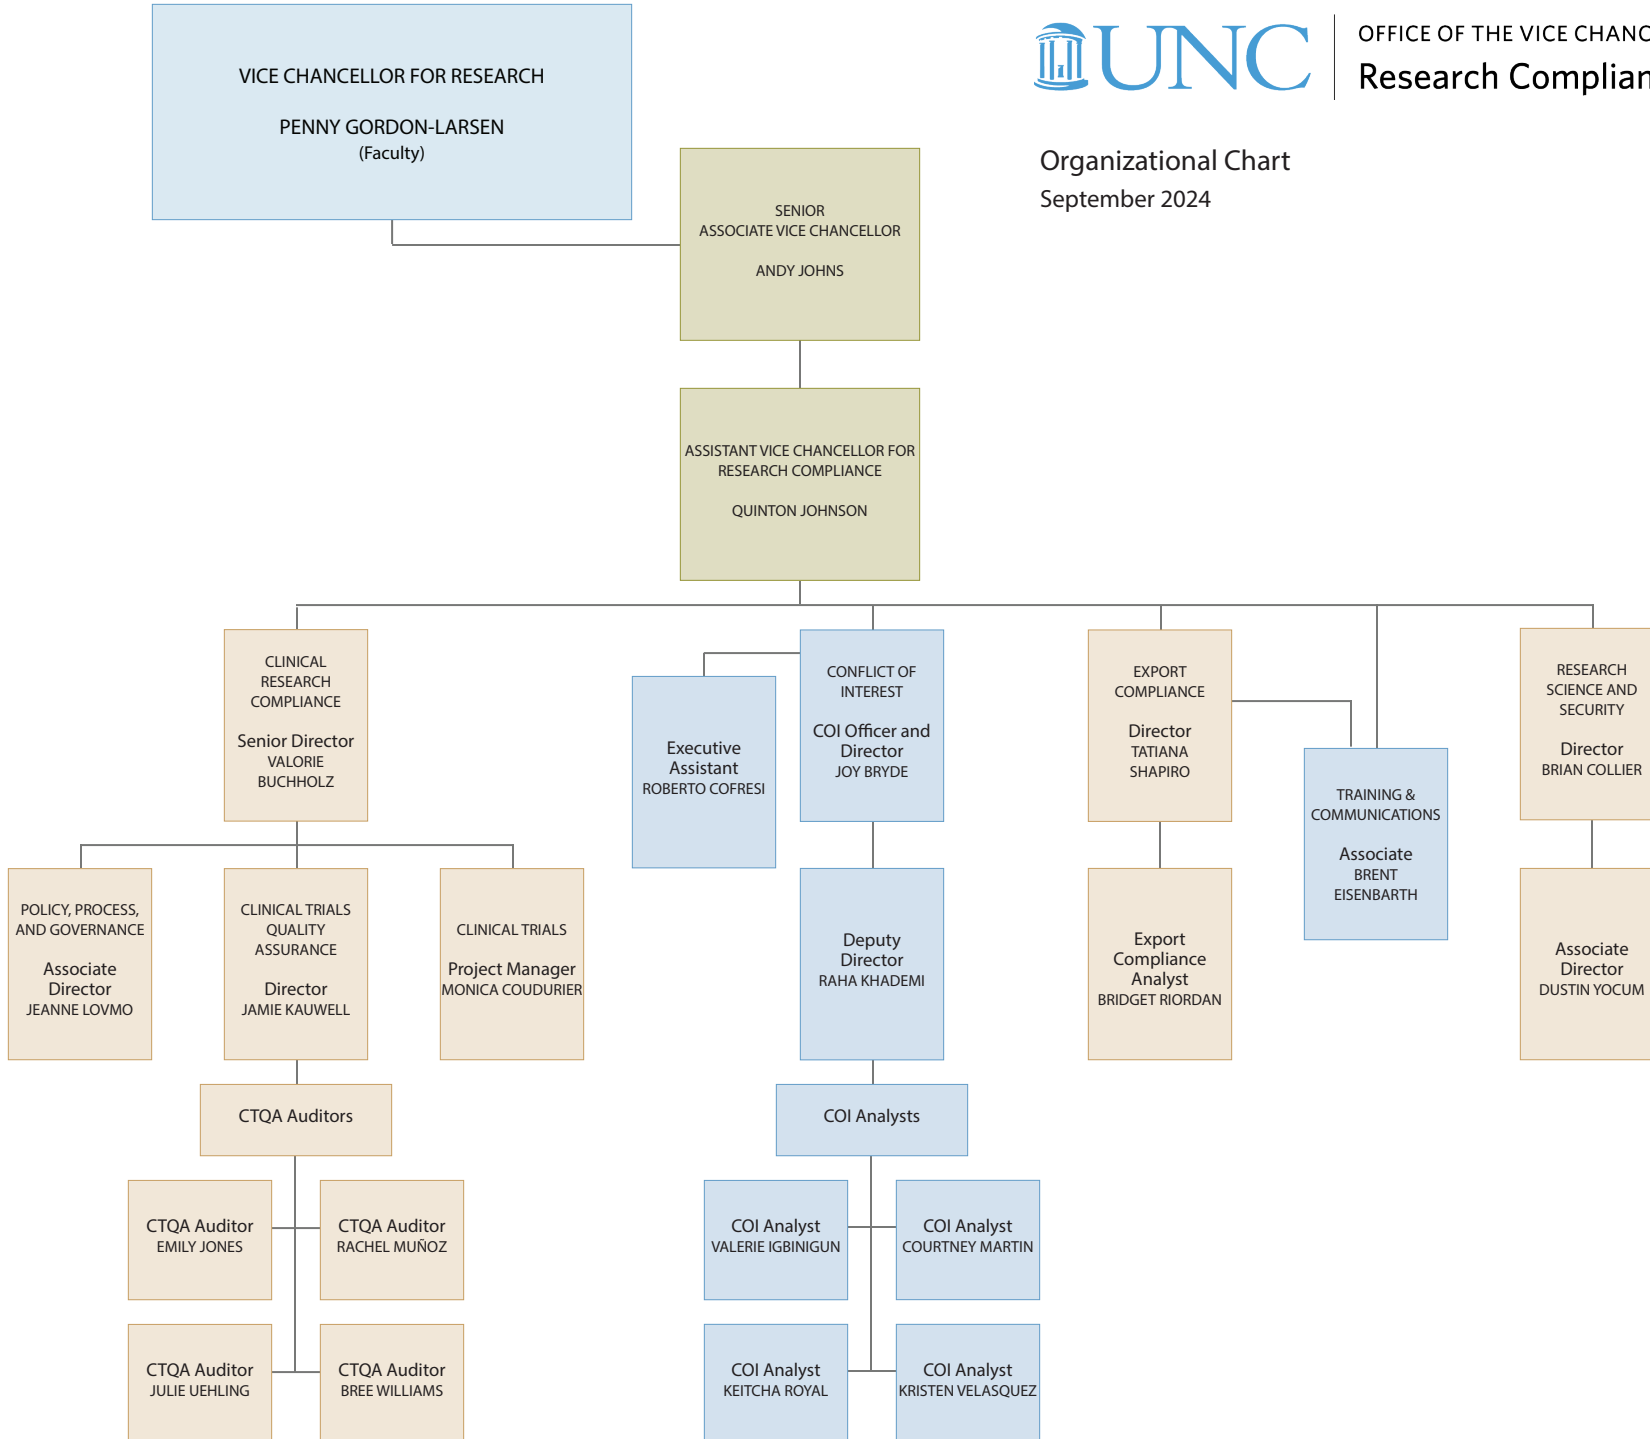 VICE CHANCELLOR FOR RESEARCH
PENNY GORDON-LARSEN
(Faculty)
UNC
OFFICE OF THE VICE
Research
Organizational Chart
September 2024
SENIOR
ASSOCIATE VICE CHANCELLOR
ANDY JOHNS
ASSISTANT VICE CHANCELLOR FOR
RESEARCH COMPLIANCE
QUINTON JOHNSON
CLINICAL
RESEARCH
COMPLIANCE
Senior Director
VALORIE
BUCHHOLZ
Executive
Assistant
ROBERTO COFRESI
CONFLICT OF
INTEREST
COI Officer and
Director
JOY BRYDE
EXPORT
COMPLIANCE
Director
TATIANA
SHAPIRO
TRAINING &
COMMUNICATIONS
Associate
BRENT
EISENBARTH
RESEARCH
SCIENCE AND
SECURITY
Director
BRIAN COLLIER
POLICY, PROCESS,
AND GOVERNANCE
Associate
Director
JEANNE LOVMO
CLINICAL TRIALS
QUALITY
ASSURANCE
Director
JAMIE KAUWELL
CLINICAL TRIALS
Project Manager
MONICA COUDURIER
Deputy
Director
RAHA KHADEMI
Export
Compliance
Analyst
BRIDGET RIORDAN
Associate
Director
DUSTIN YOCUM
CTQA Auditors
COI Analysts
CTQA Auditor
EMILY JONES
CTQA Auditor
RACHEL MUÑOZ
COI Analyst
VALERIE IGBINIGUN
COI Analyst
COURTNEY MARTIN
CTQA Auditor
JULIE UEHLING
CTQA Auditor
BREE WILLIAMS
COI Analyst
KEITCHA ROYAL
COI Analyst
KRISTEN VELASQUEZ